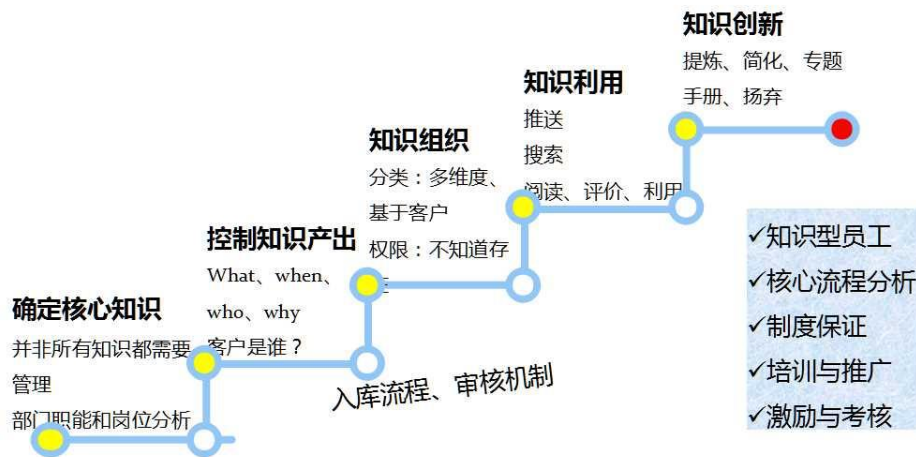 知识创新
提炼、简化、专题
手册、扬弃
知识利用
推送
搜索
阅读、评价、利用
知识组织
分类：多维度、
基于客户
权限：不知道存
控制知识产出
What、when、
who、why
客户是谁？
确定核心知识
并非所有知识都需要
管理
部门职能和岗位分析
入库流程、审核机制
✓知识型员工
✓核心流程分析
✓制度保证
✓培训与推广
✓激励与考核